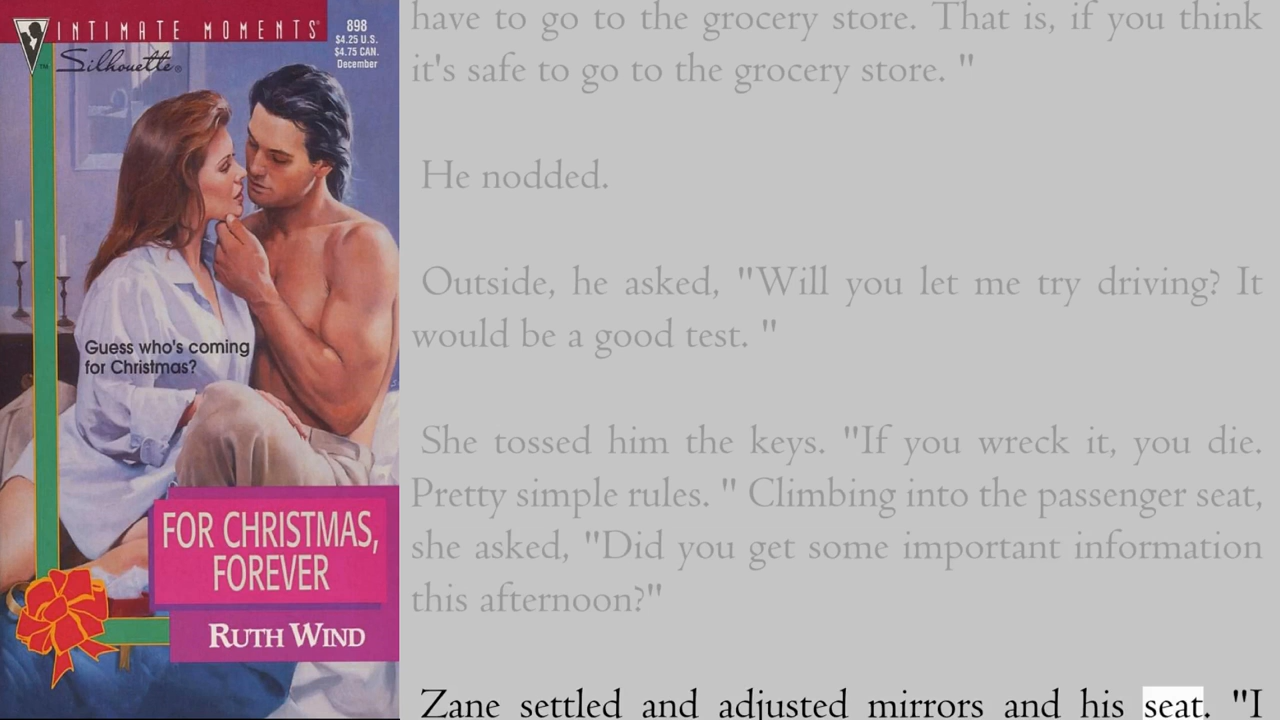 INTIMATE MOMENTS®
Silhouette®
TM
898
$4.25 U.S.
$4.75 CAN.
December
Guess who's coming
for Christmas?
FOR CHRISTMAS,
FOREVER
RUTH WIND
have to go to the grocery store. That is, if you think
it's safe to go to the grocery store. "
He nodded.
Outside, he asked, "Will you let me try driving? It
would be a good test. "
She tossed him the keys. "If you wreck it, you die.
Pretty simple rules. " Climbing into the passenger seat,
she asked, "Did you get some important information
this afternoon?"
Zane settled and adjusted mirrors and his seat. "I